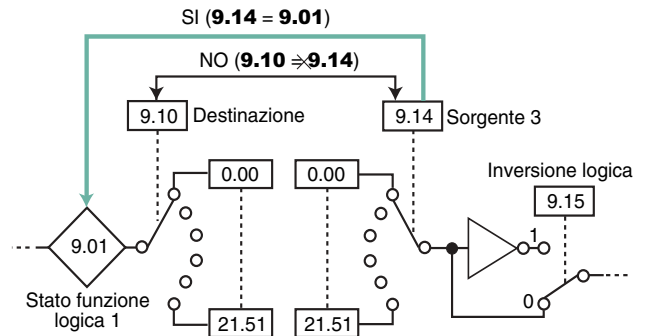 SI (9.14 = 9.01)
NO (9.10 ⇏ 9.14)
9.10 Destinazione
9.14 Sorgente 3
0.00
0.00
Inversione logica
9.15
9.01
1
Stato funzione
logica 1
0
21.51
21.51